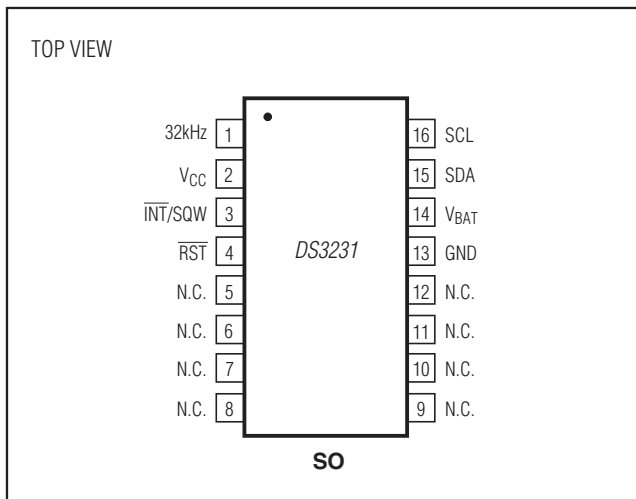 TOP VIEW
32kHz 1 16 SCL
VCC 2 15 SDA
INT/SQW 3 14 VBAT
RST 4 DS3231 13 GND
N.C. 5 12 N.C.
N.C. 6 11 N.C.
N.C. 7 10 N.C.
N.C. 8 9 N.C.
SO